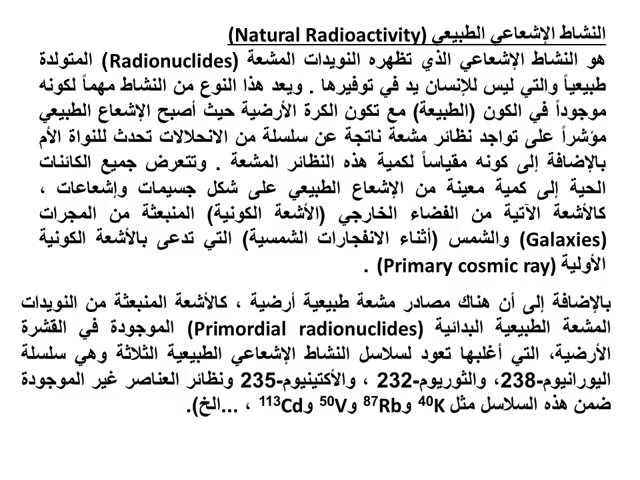 النشاط الإشعاعي الطبيعي (Natural Radioactivity)
هو النشاط الإشعاعي الذي تظهره النويدات المشعة (Radionuclides) المتولدة
طبيعياً والتي ليس للإنسان يد في توفيرها . ويعد هذا النوع من النشاط مهماً لكونه
موجوداً في الكون (الطبيعة) مع تكون الكرة الأرضية حيث أصبح الإشعاع الطبيعي
مؤشراً على تواجد نظائر مشعة ناتجة عن سلسلة من الانحلالات تحدث للنواة الأم
بالإضافة إلى كونه مقياساً لكمية هذه النظائر المشعة . وتتعرض جميع الكائنات
الحية إلى كمية معينة من الإشعاع الطبيعي على شكل جسيمات وإشعاعات ،
كالأشعة الآتية من الفضاء الخارجي (الأشعة الكونية) المنبعثة من المجرات
(Galaxies) والشمس (أثناء الانفجارات الشمسية) التي تدعى بالأشعة الكونية
الأولية (Primary cosmic ray) .
بالإضافة إلى أن هناك مصادر مشعة طبيعية أرضية ، كالأشعة المنبعثة من النويدات
المشعة الطبيعية البدائية (Primordial radionuclides) الموجودة في القشرة
الأرضية، التي أغلبها تعود لسلاسل النشاط الإشعاعي الطبيعية الثلاثة وهي سلسلة
اليورانيوم-238، والثوريوم-232 ، والأكتينيوم-235 ونظائر العناصر غير الموجودة
ضمن هذه السلاسل مثل ⁴⁰K و⁸⁷Rb و⁵⁰V و¹¹³Cd ، ...الخ).